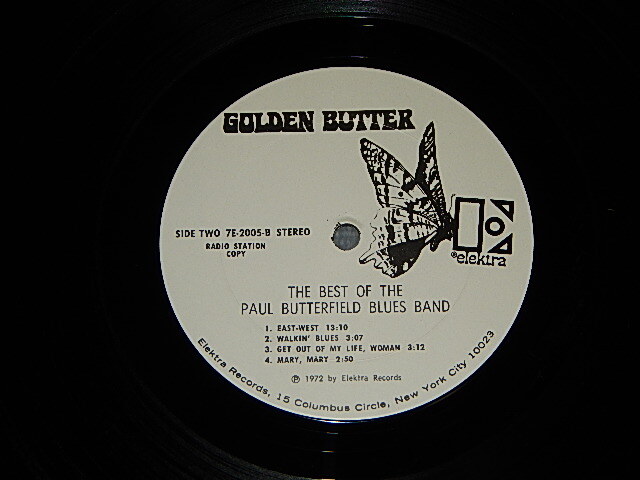 GOLDEN BUTTER
SIDE TWO 7E-2005-B STEREO
RADIO STATION
COPY
elektra
THE BEST OF THE
PAUL BUTTERFIELD BLUES BAND
1. EAST-WEST 13:10
2. WALKIN' BLUES 3:07
3. GET OUT OF MY LIFE, WOMAN 3:12
4. MARY, MARY 2:50
℗ 1972 by Elektra Records
Elektra Records, 15 Columbus Circle, New York City 10023